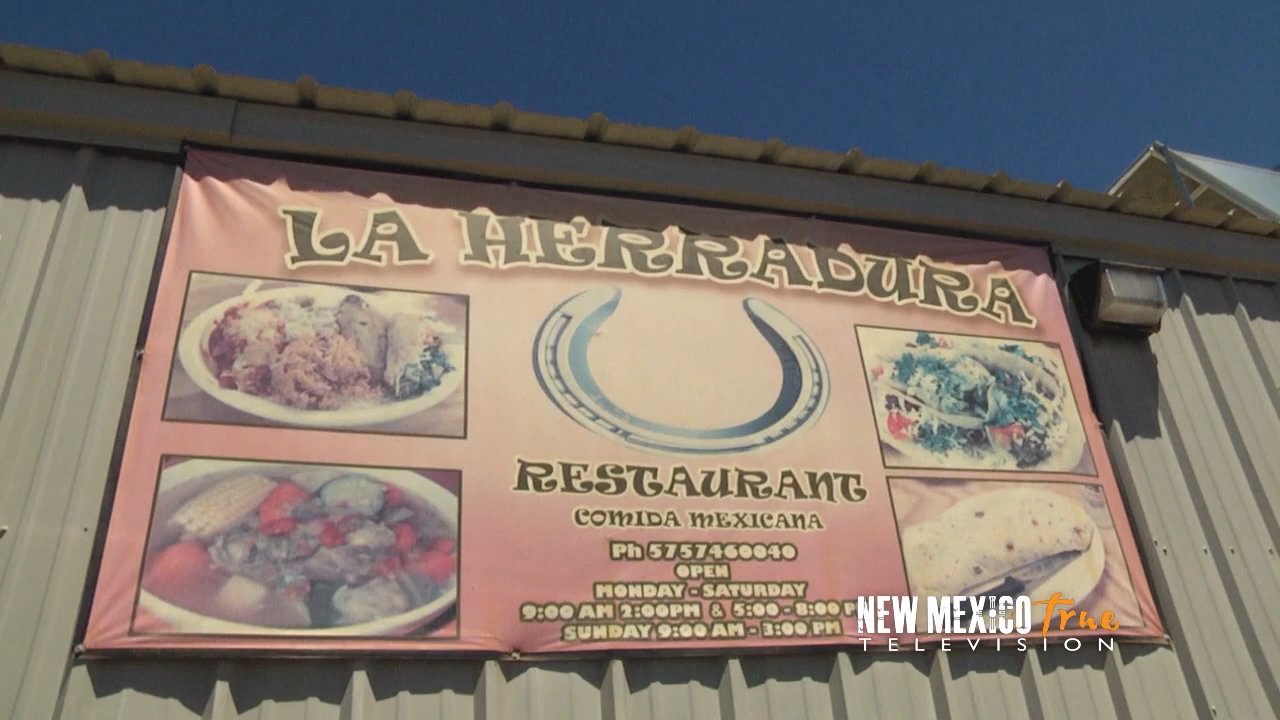 LA HERRADURA
RESTAURANT
COMIDA MEXICANA
Ph 5757460040
OPEN
MONDAY - SATURDAY
9:00 AM 2:00PM & 5:00 - 8:00 P
SUNDAY 9:00 AM - 3:00 PM
NEW MEXICO True
TELEVISION